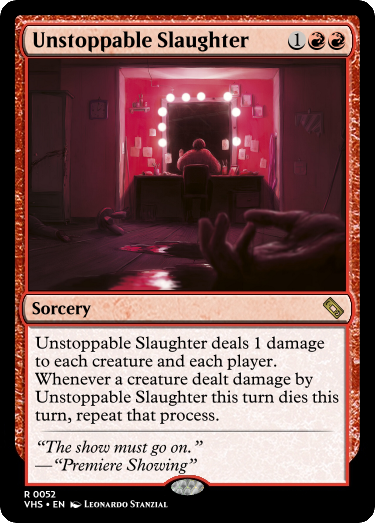 Unstoppable Slaughter 1
Sorcery
Unstoppable Slaughter deals 1 damage
to each creature and each player.
Whenever a creature dealt damage by
Unstoppable Slaughter this turn dies this
turn, repeat that process.
“The show must go on.”
—“Premiere Showing”
R 0052
VHS • EN Leonardo Stanzial